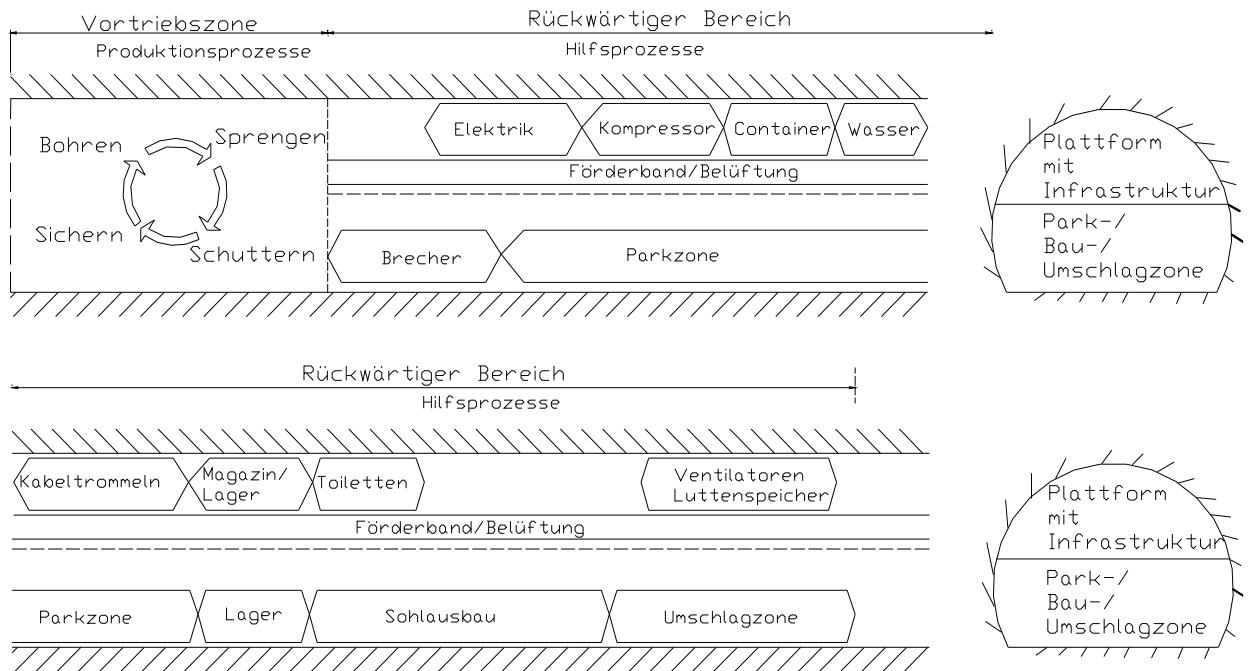 Vortriebszone
Rückwärtiger Bereich
Produktionsprozesse
Hilfsprozesse
Bohren
Sprengen
Sichern
Schuttern
Elektrik
Kompressor
Container
Wasser
Förderband/Belüftung
Brecher
Parkzone
Plattform
mit
Infrastruktur
Park-/
Bau-/
Umschlagzone
Rückwärtiger Bereich
Hilfsprozesse
Kabeltrommeln
Magazin/
Lager
Toiletten
Ventilatoren
Luttenspeicher
Förderband/Belüftung
Parkzone
Lager
Sohlausbau
Umschlagzone
Plattform
mit
Infrastruktur
Park-/
Bau-/
Umschlagzone